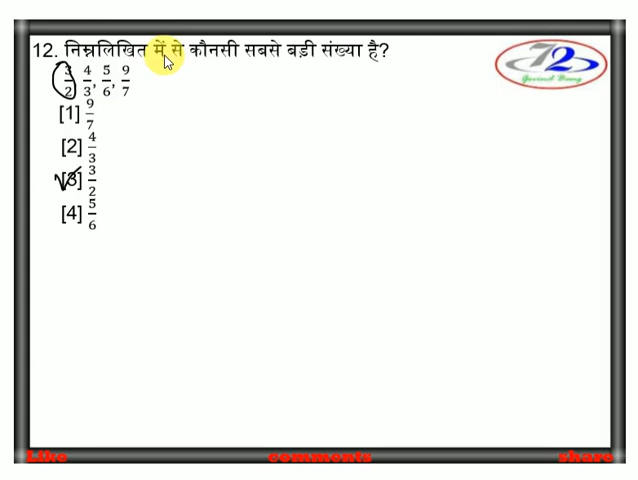 12. निम्नलिखित में से कौनसी सबसे बड़ी संख्या है?
3/2 4/3, 5/6, 9/7
[1] 9/7
[2] 4/3
[3] 3/2
[4] 5/6
72
Like comments share